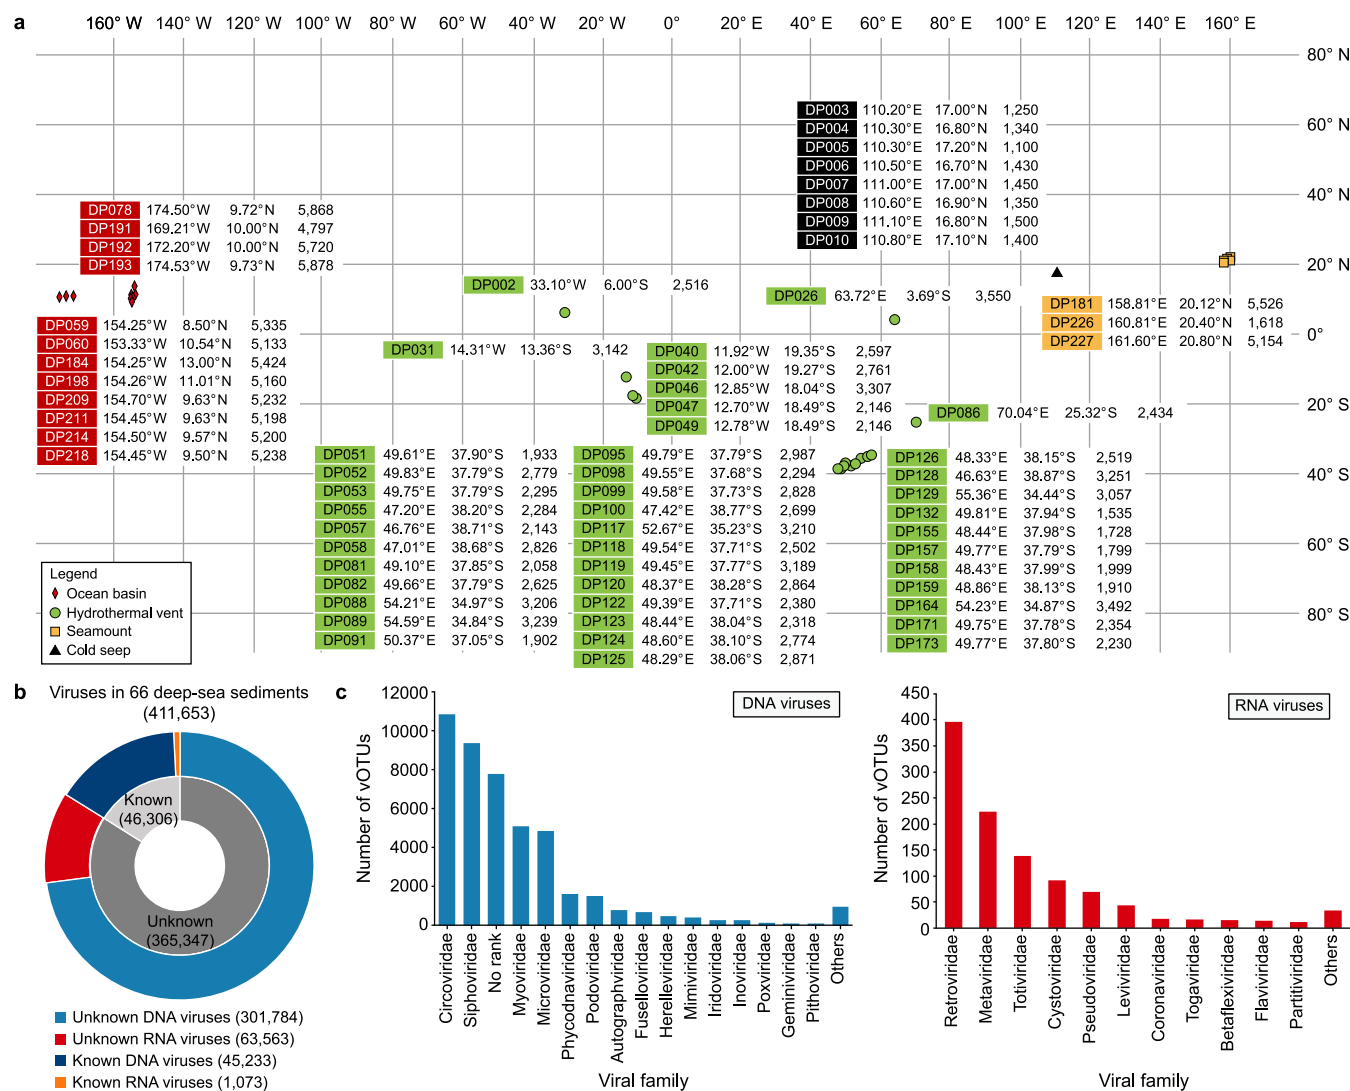 a
160° W 140° W 120° W 100° W 80° W 60° W 40° W 20° W 0° 20° E 40° E 60° E 80° E 100° E 120° E 140° E 160° E
80° N
60° N
40° N
20° N
0°
20° S
40° S
60° S
80° S
DP003 110.20°E 17.00°N 1,250
DP004 110.30°E 16.80°N 1,340
DP005 110.30°E 17.20°N 1,100
DP006 110.50°E 16.70°N 1,430
DP007 111.00°E 17.00°N 1,450
DP008 110.60°E 16.90°N 1,350
DP009 111.10°E 16.80°N 1,500
DP010 110.80°E 17.10°N 1,400
DP078 174.50°W 9.72°N 5,868
DP191 169.21°W 10.00°N 4,797
DP192 172.20°W 10.00°N 5,720
DP193 174.53°W 9.73°N 5,878
DP002 33.10°W 6.00°S 2,516
DP026 63.72°E 3.69°S 3,550
DP181 158.81°E 20.12°N 5,526
DP226 160.81°E 20.40°N 1,618
DP227 161.60°E 20.80°N 5,154
DP059 154.25°W 8.50°N 5,335
DP060 153.33°W 10.54°N 5,133
DP184 154.25°W 13.00°N 5,424
DP198 154.26°W 11.01°N 5,160
DP209 154.70°W 9.63°N 5,232
DP211 154.45°W 9.63°N 5,198
DP214 154.50°W 9.57°N 5,200
DP218 154.45°W 9.50°N 5,238
DP031 14.31°W 13.36°S 3,142
DP040 11.92°W 19.35°S 2,597
DP042 12.00°W 19.27°S 2,761
DP046 12.85°W 18.04°S 3,307
DP047 12.70°W 18.49°S 2,146
DP049 12.78°W 18.49°S 2,146
DP086 70.04°E 25.32°S 2,434
DP051 49.61°E 37.90°S 1,933
DP052 49.83°E 37.79°S 2,779
DP053 49.75°E 37.79°S 2,295
DP055 47.20°E 38.20°S 2,284
DP057 46.76°E 38.71°S 2,143
DP058 47.01°E 38.68°S 2,826
DP081 49.10°E 37.85°S 2,058
DP082 49.66°E 37.79°S 2,625
DP088 54.21°E 34.97°S 3,206
DP089 54.59°E 34.84°S 3,239
DP091 50.37°E 37.05°S 1,902
DP095 49.79°E 37.79°S 2,987
DP098 49.55°E 37.68°S 2,294
DP099 49.58°E 37.73°S 2,828
DP100 47.42°E 38.77°S 2,699
DP117 52.67°E 35.23°S 3,210
DP118 49.54°E 37.71°S 2,502
DP119 49.45°E 37.77°S 3,189
DP120 48.37°E 38.28°S 2,864
DP122 49.39°E 37.71°S 2,380
DP123 48.44°E 38.04°S 2,318
DP124 48.60°E 38.10°S 2,774
DP125 48.29°E 38.06°S 2,871
DP126 48.33°E 38.15°S 2,519
DP128 46.63°E 38.87°S 3,251
DP129 55.36°E 34.44°S 3,057
DP132 49.81°E 37.94°S 1,535
DP155 48.44°E 37.98°S 1,728
DP157 49.77°E 37.79°S 1,799
DP158 48.43°E 37.99°S 1,999
DP159 48.86°E 38.13°S 1,910
DP164 54.23°E 34.87°S 3,492
DP171 49.75°E 37.78°S 2,354
DP173 49.77°E 37.80°S 2,230
Legend
Ocean basin
Hydrothermal vent
Seamount
Cold seep
b
Viruses in 66 deep-sea sediments
(411,653)
Known
(46,306)
Unknown
(365,347)
Unknown DNA viruses (301,784)
Unknown RNA viruses (63,563)
Known DNA viruses (45,233)
Known RNA viruses (1,073)
c
DNA viruses
Number of vOTUs
12000
10000
8000
6000
4000
2000
0
Circoviridae
Siphoviridae
No rank
Myoviridae
Microviridae
Phycodnaviridae
Podoviridae
Autographviridae
Fuselloviridae
Herelleviridae
Mimiviridae
Iridoviridae
Inoviridae
Poxviridae
Geminiviridae
Pithoviridae
Others
Viral family
RNA viruses
Number of vOTUs
450
400
350
300
250
200
150
100
50
0
Retroviridae
Metaviridae
Totiviridae
Cystoviridae
Pseudoviridae
Leviviridae
Coronaviridae
Togaviridae
Betaflexiviridae
Flaviviridae
Partitiviridae
Others
Viral family